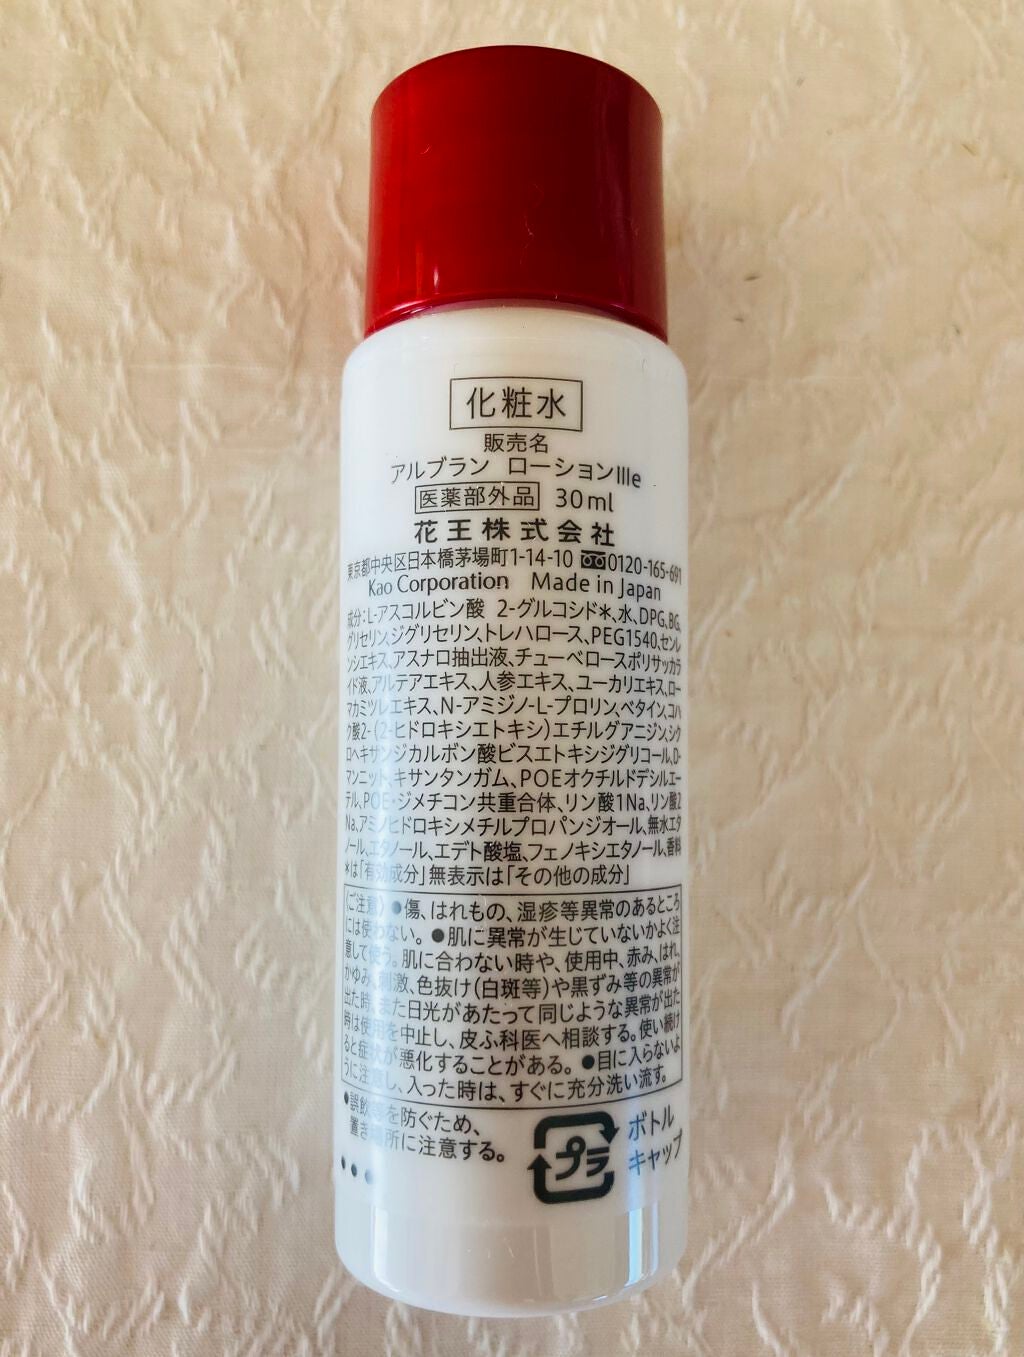 化粧水
販売名
アルブラン ローションIIIe
医薬部外品 30ml
花王株式会社
東京都中央区日本橋茅場町1-14-10 0120-165-691
Kao Corporation Made in Japan
成分：L-アスコルビン酸 2-グルコシド＊、水、DPG、BG、
グリセリン、ジグリセリン、トレハロース、PEG1540、センレ
ンシエキス、アスナロ抽出液、チューベロースポリサッカラ
イド液、アルテアエキス、人参エキス、ユーカリエキス、ロー
マカミツレエキス、N-アミジノ-L-プロリン、ベタイン、コハ
ク酸2-(2-ヒドロキシエトキシ)エチルグアニジン、シク
ロヘキサンジカルボン酸ビスエトキシジグリコール、D-
マンニット、キサンタンガム、POEオクチルドデシルエー
テル、POE・ジメチコン共重合体、リン酸1Na、リン酸2
Na、アミノヒドロキシメチルプロパンジオール、無水エタ
ノール、エタノール、エデト酸塩、フェノキシエタノール、香料
＊は「有効成分」無表示は「その他の成分」
〈ご注意〉●傷、はれもの、湿疹等異常のあるところ
には使わない。●肌に異常が生じていないかよく注
意して使う。肌に合わない時や、使用中、赤み、はれ、
かゆみ、刺激、色抜け(白斑等)や黒ずみ等の異常が
出た時、また日光があたって同じような異常が出た
時は使用を中止し、皮ふ科医へ相談する。使い続け
ると症状が悪化することがある。●目に入らないよ
うに注意し、入った時は、すぐに充分洗い流す。
●誤飲等を防ぐため、
置き場所に注意する。
プラ
ボトル
キャップ